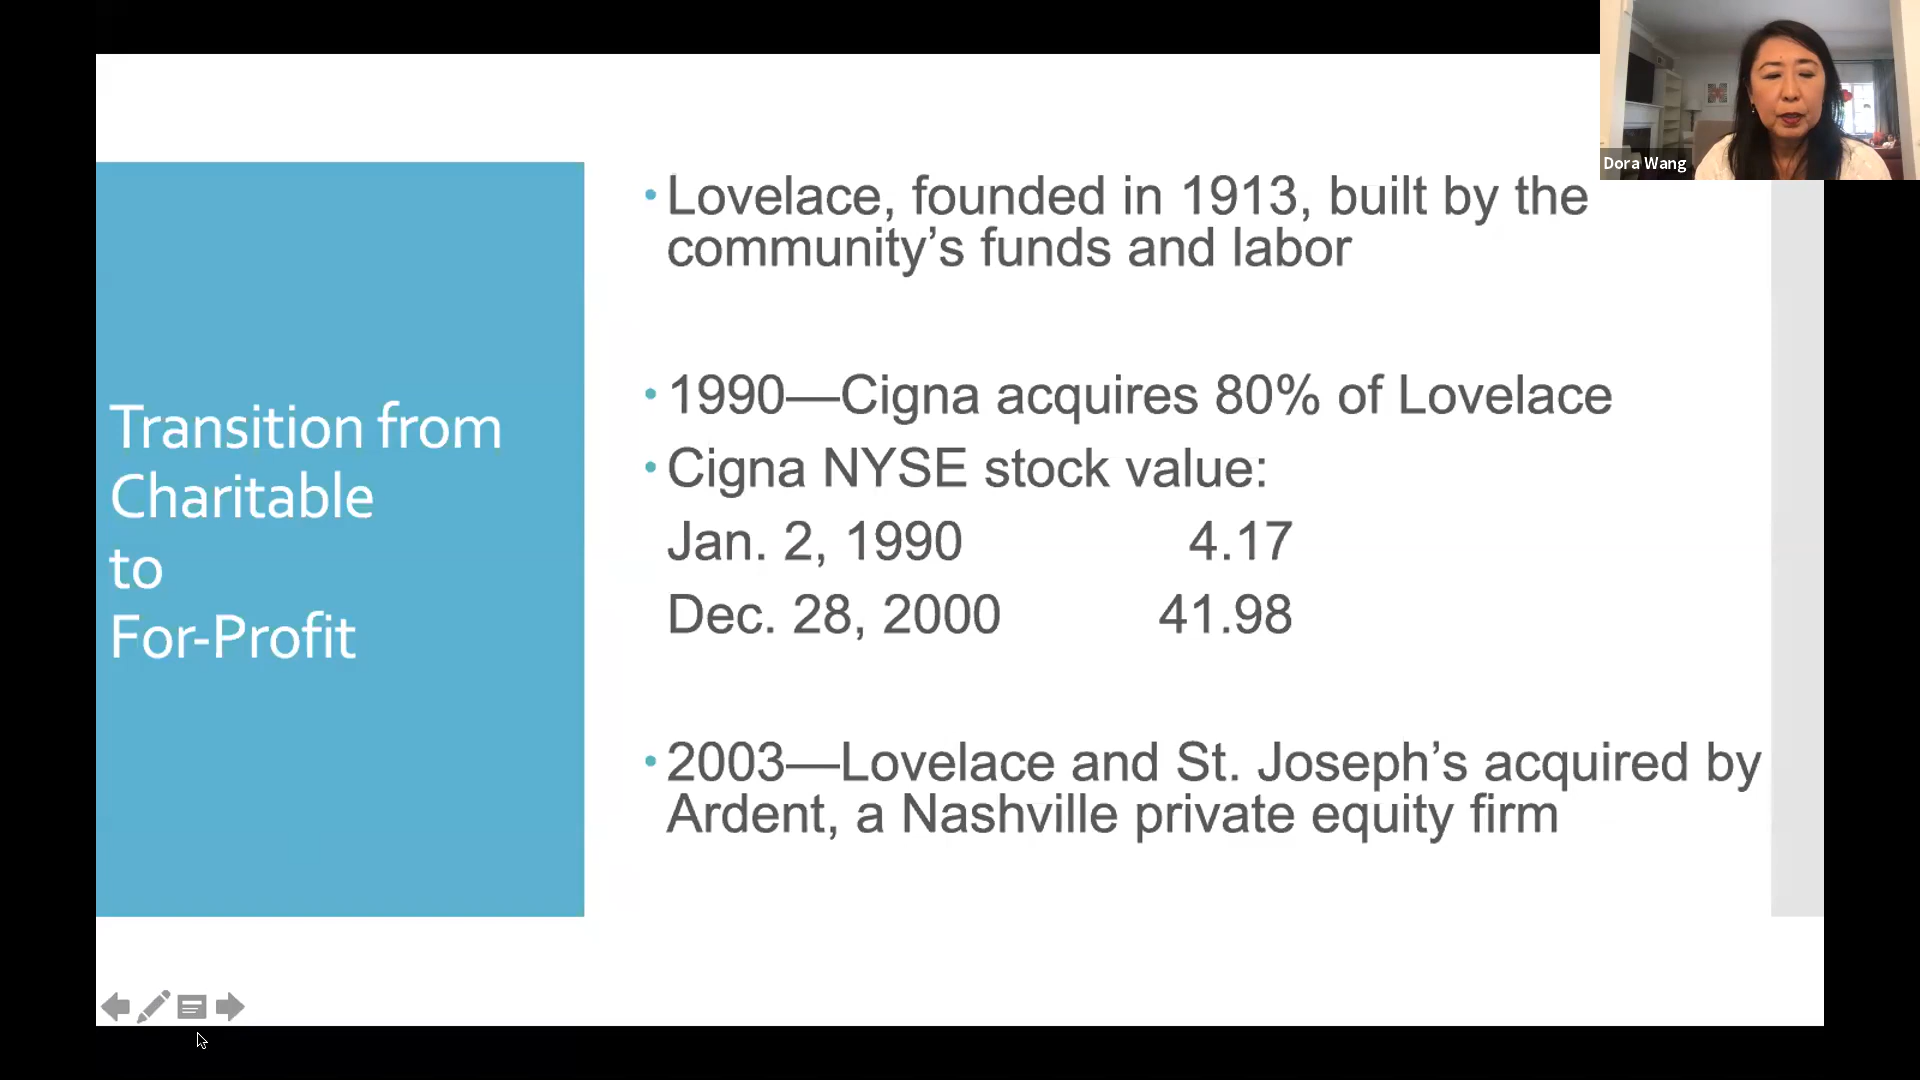 Dora Wang
Transition from
Charitable
to
For-Profit
• Lovelace, founded in 1913, built by the
community’s funds and labor
• 1990—Cigna acquires 80% of Lovelace
• Cigna NYSE stock value:
Jan. 2, 1990 4.17
Dec. 28, 2000 41.98
• 2003—Lovelace and St. Joseph’s acquired by
Ardent, a Nashville private equity firm